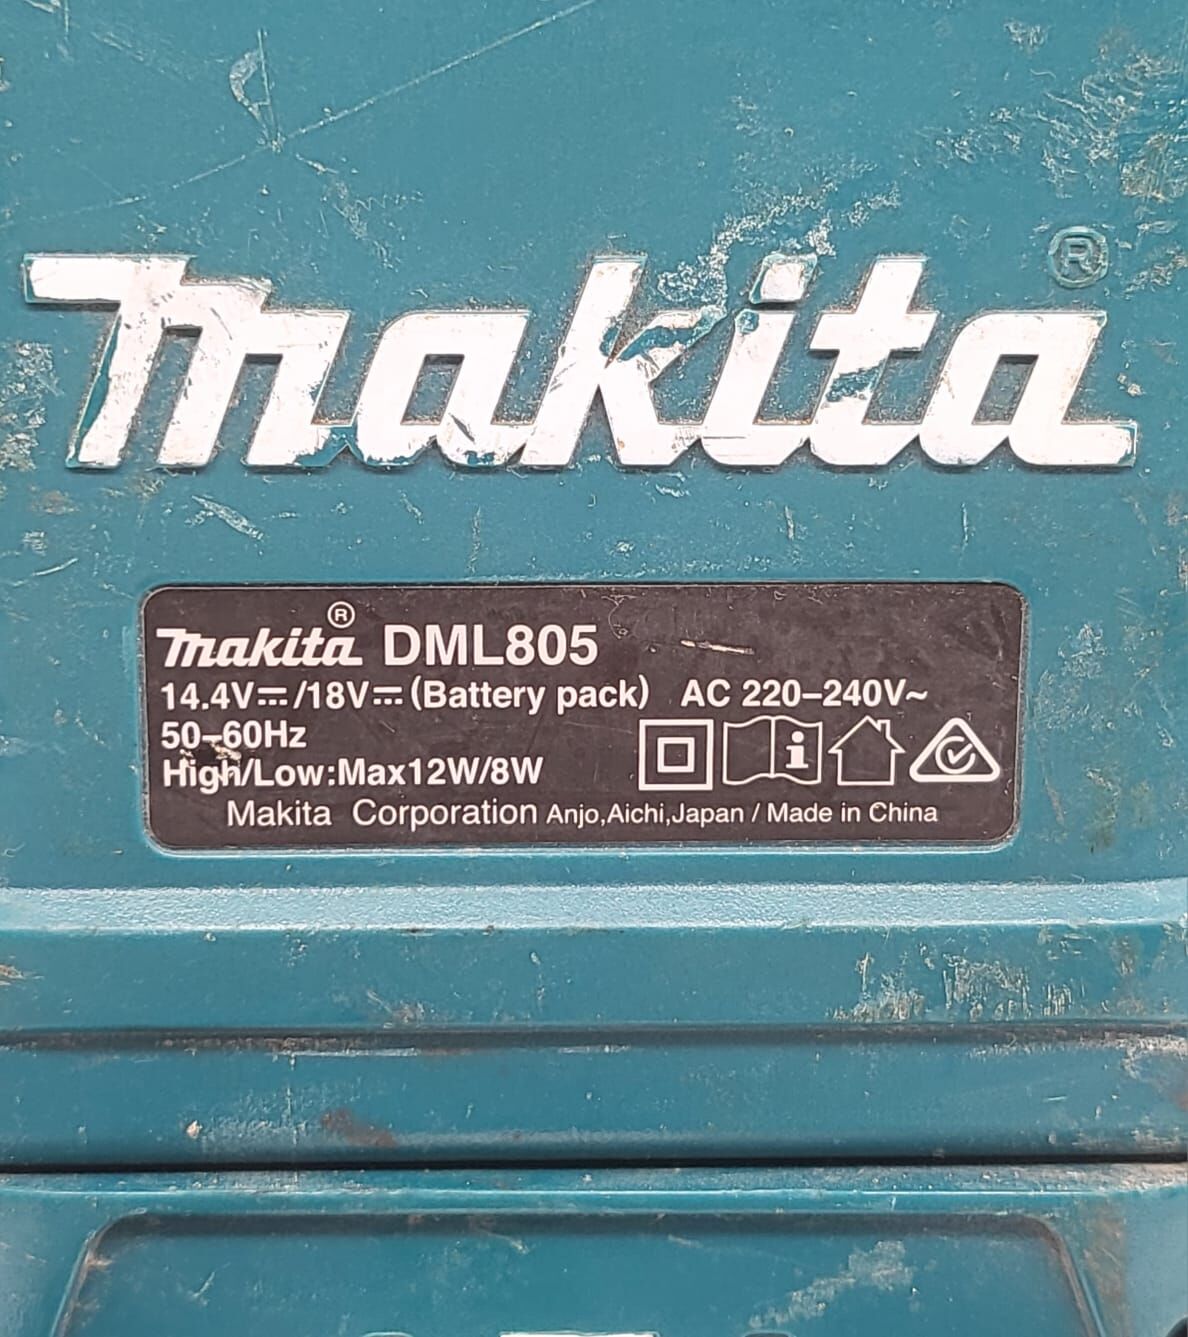 makita®
makita® DML805
14.4V⎓/18V⎓(Battery pack) AC 220–240V~
50–60Hz
High/Low:Max12W/8W
Makita Corporation Anjo,Aichi,Japan / Made in China